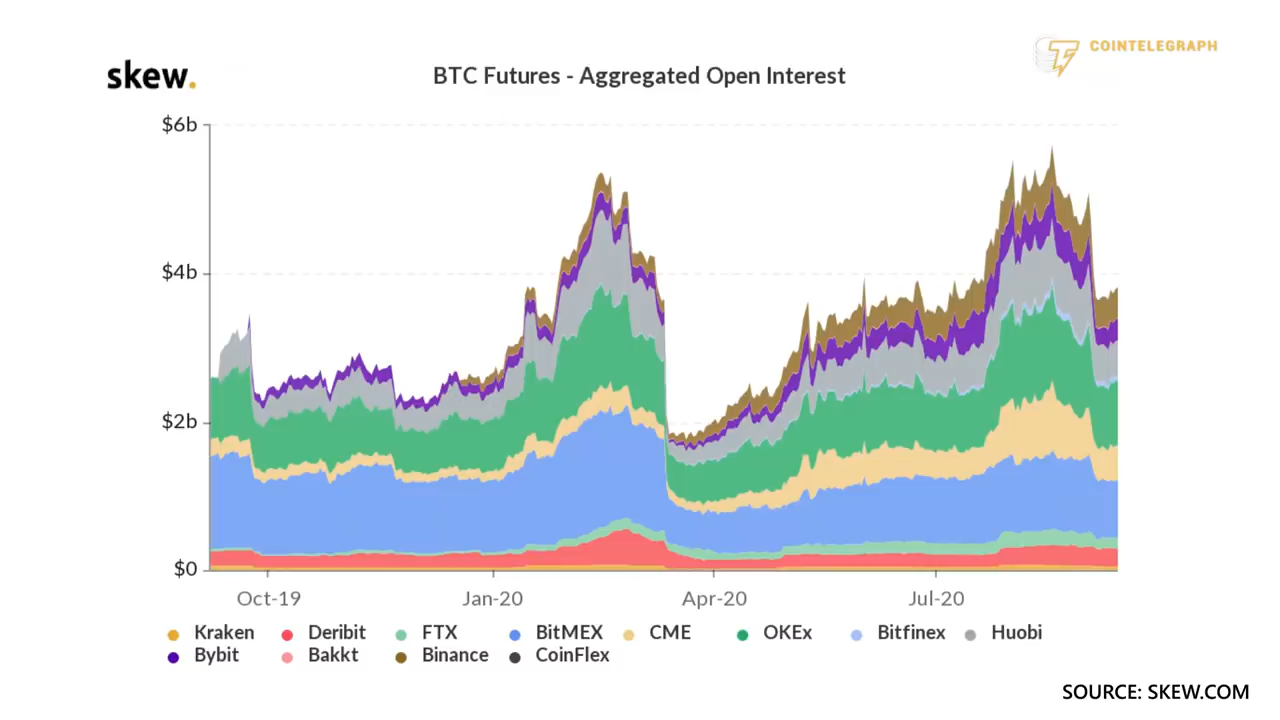 COINTELEGRAPH
skew.
BTC Futures - Aggregated Open Interest
$6b
$4b
$2b
$0
Oct-19 Jan-20 Apr-20 Jul-20
Kraken Deribit FTX BitMEX CME OKEx Bitfinex Huobi
Bybit Bakkt Binance CoinFlex
SOURCE: SKEW.COM